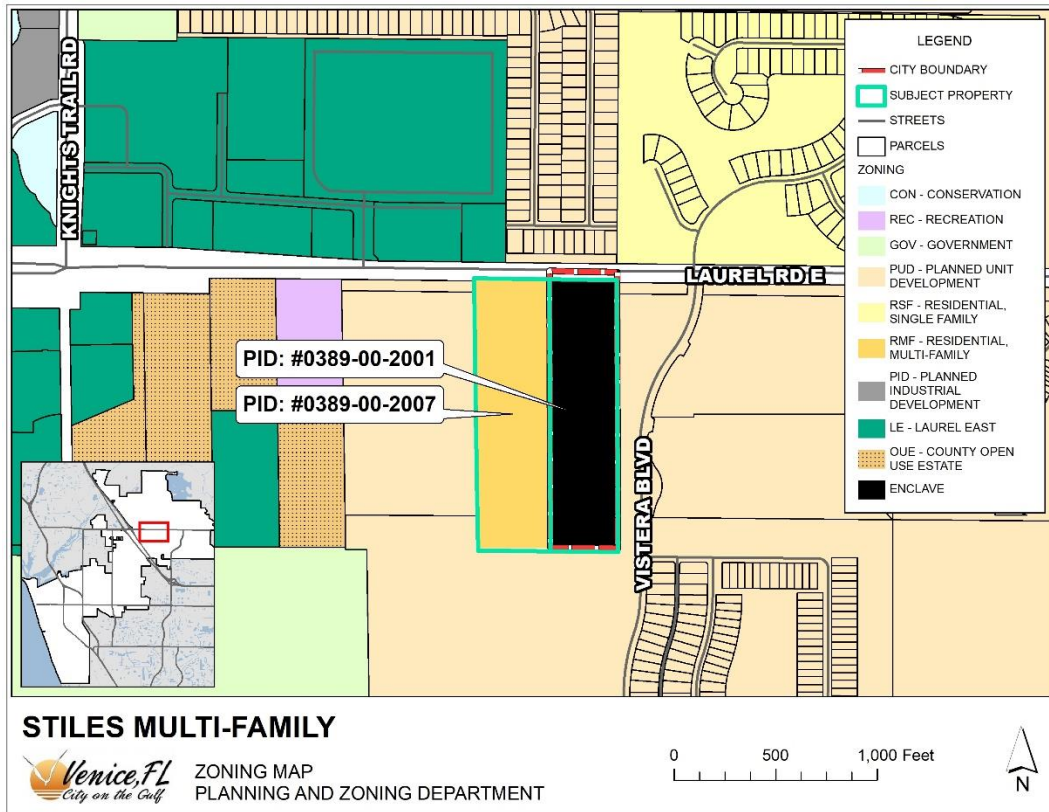 KNIGHTS TRAIL RD
LAUREL RD E
VISTERA BLVD
PID: #0389-00-2001
PID: #0389-00-2007
LEGEND
CITY BOUNDARY
SUBJECT PROPERTY
STREETS
PARCELS
ZONING
CON - CONSERVATION
REC - RECREATION
GOV - GOVERNMENT
PUD - PLANNED UNIT
DEVELOPMENT
RSF - RESIDENTIAL,
SINGLE FAMILY
RMF - RESIDENTIAL,
MULTI-FAMILY
PID - PLANNED
INDUSTRIAL
DEVELOPMENT
LE - LAUREL EAST
OUE - COUNTY OPEN
USE ESTATE
ENCLAVE
STILES MULTI-FAMILY
Venice, FL
City on the Gulf
ZONING MAP
PLANNING AND ZONING DEPARTMENT
0 500 1,000 Feet
N